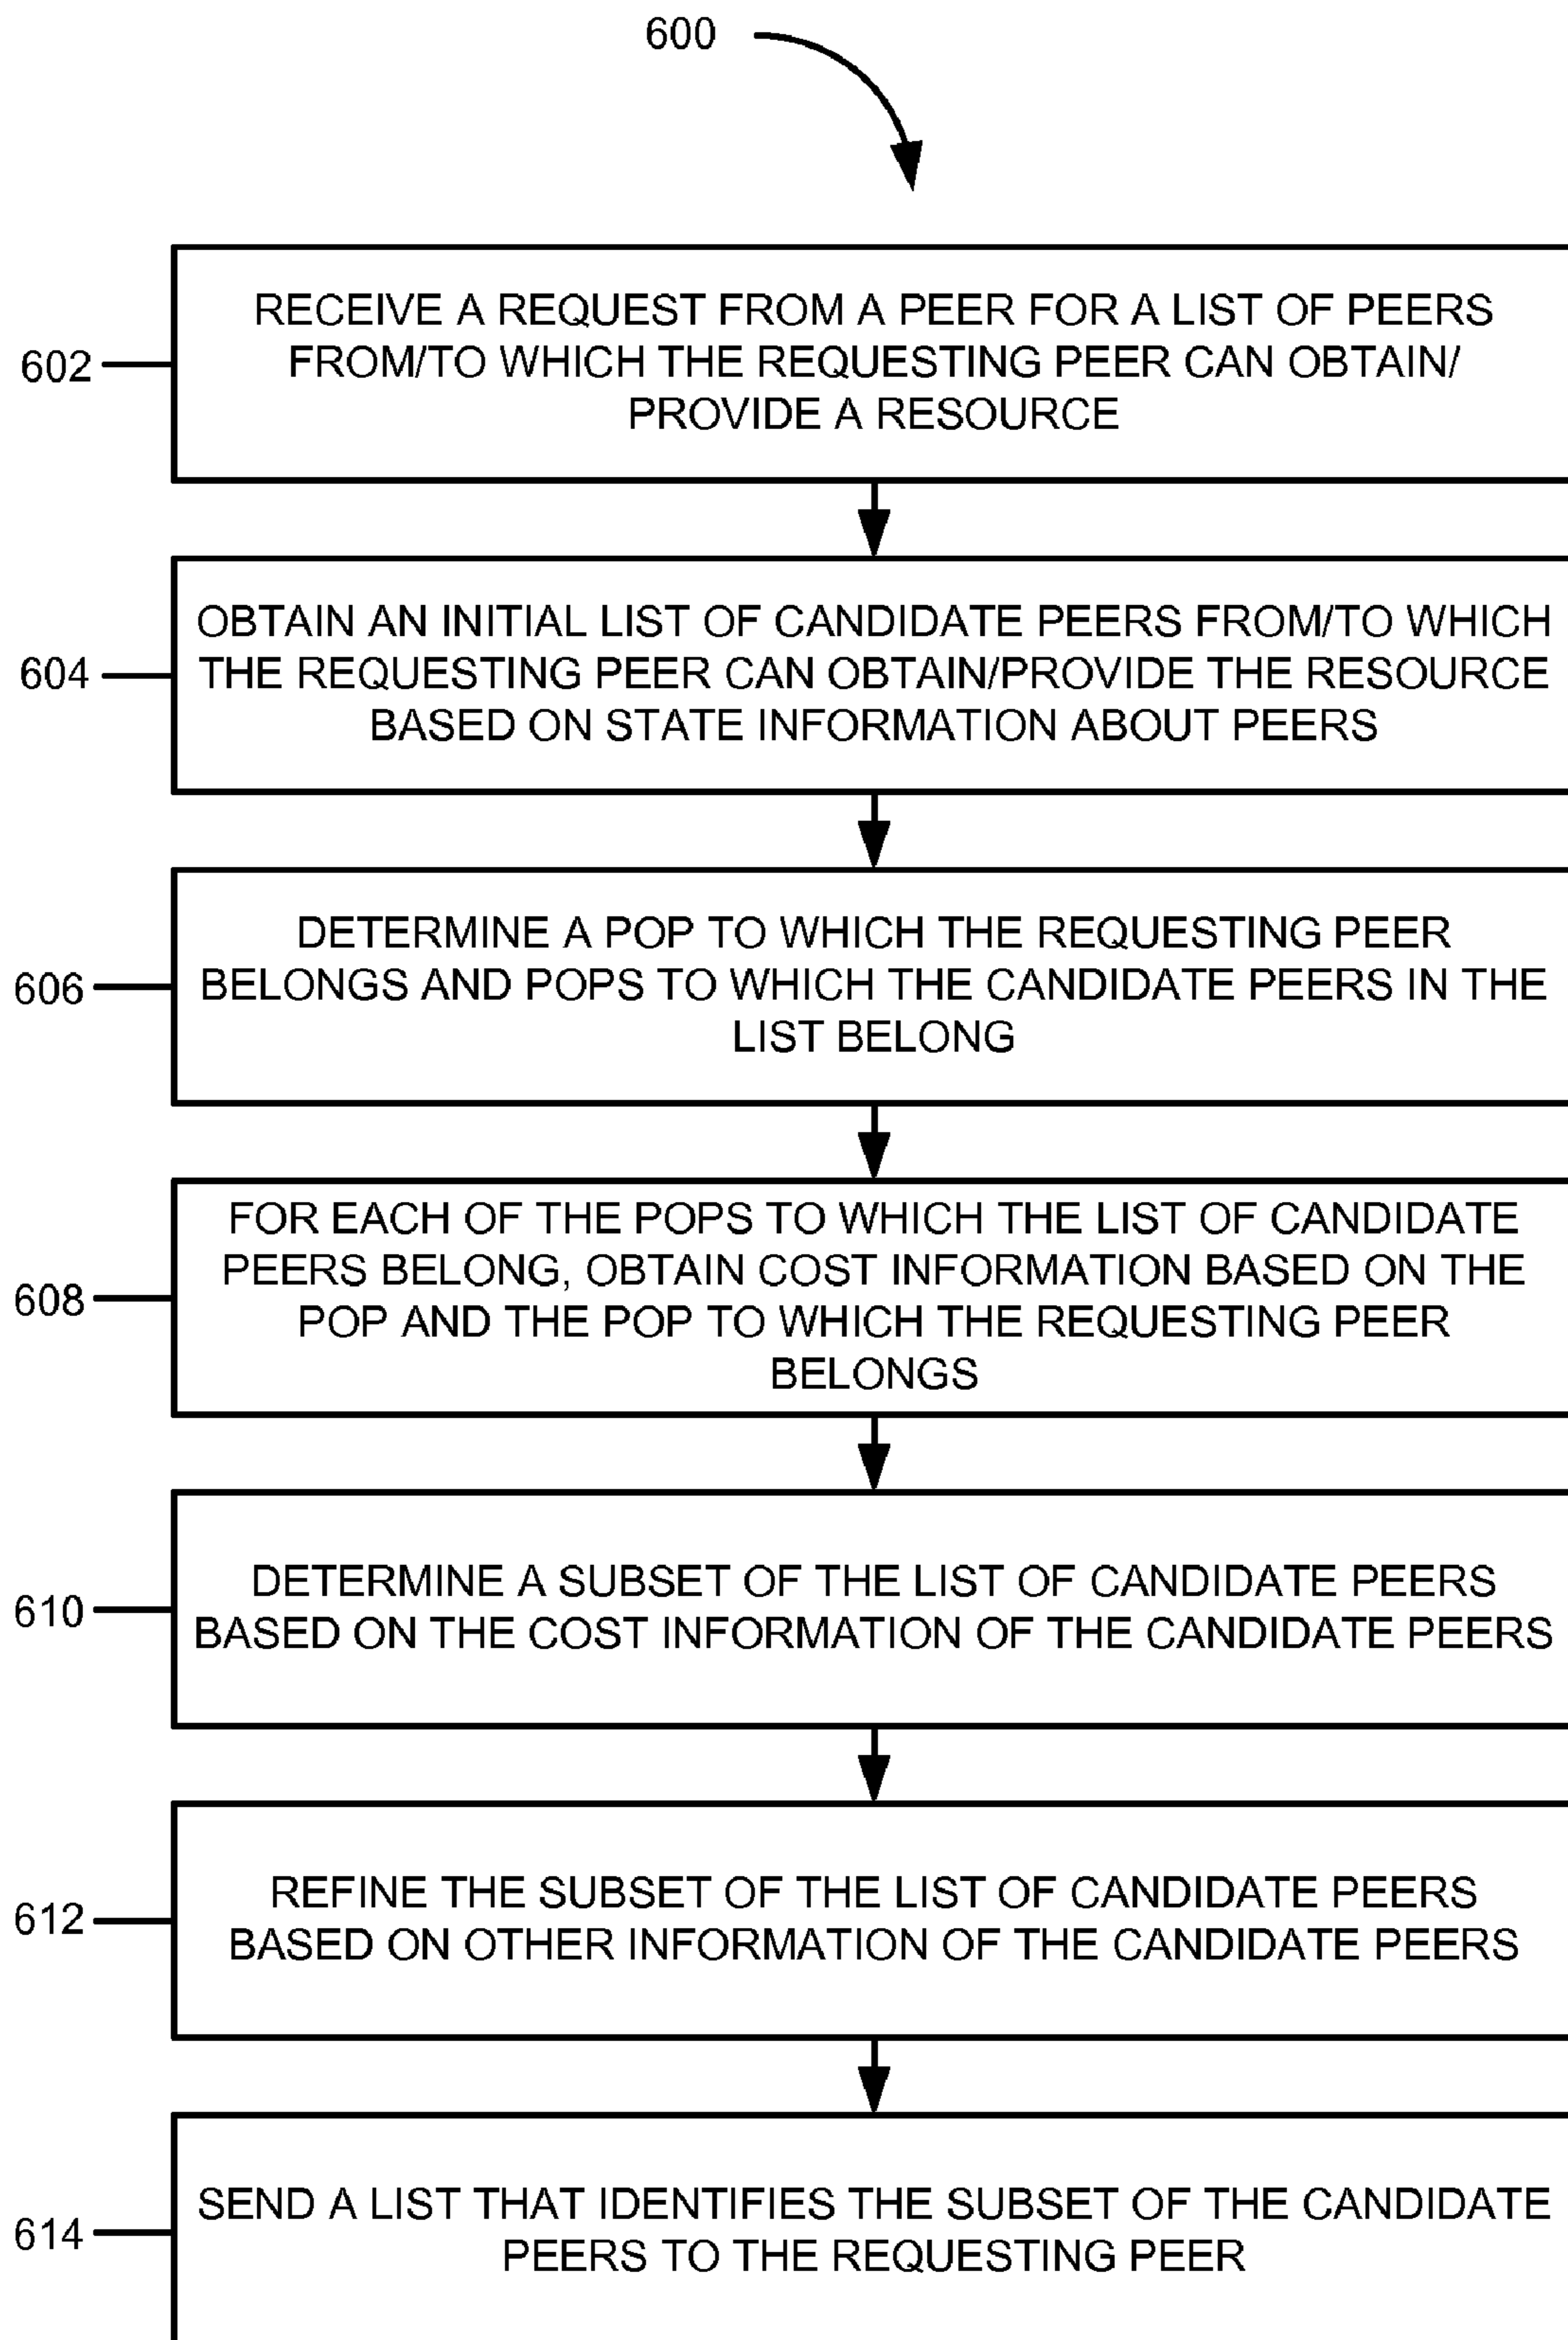 600
602
RECEIVE A REQUEST FROM A PEER FOR A LIST OF PEERS
FROM/TO WHICH THE REQUESTING PEER CAN OBTAIN/
PROVIDE A RESOURCE
604
OBTAIN AN INITIAL LIST OF CANDIDATE PEERS FROM/TO WHICH
THE REQUESTING PEER CAN OBTAIN/PROVIDE THE RESOURCE
BASED ON STATE INFORMATION ABOUT PEERS
606
DETERMINE A POP TO WHICH THE REQUESTING PEER
BELONGS AND POPS TO WHICH THE CANDIDATE PEERS IN THE
LIST BELONG
608
FOR EACH OF THE POPS TO WHICH THE LIST OF CANDIDATE
PEERS BELONG, OBTAIN COST INFORMATION BASED ON THE
POP AND THE POP TO WHICH THE REQUESTING PEER
BELONGS
610
DETERMINE A SUBSET OF THE LIST OF CANDIDATE PEERS
BASED ON THE COST INFORMATION OF THE CANDIDATE PEERS
612
REFINE THE SUBSET OF THE LIST OF CANDIDATE PEERS
BASED ON OTHER INFORMATION OF THE CANDIDATE PEERS
614
SEND A LIST THAT IDENTIFIES THE SUBSET OF THE CANDIDATE
PEERS TO THE REQUESTING PEER